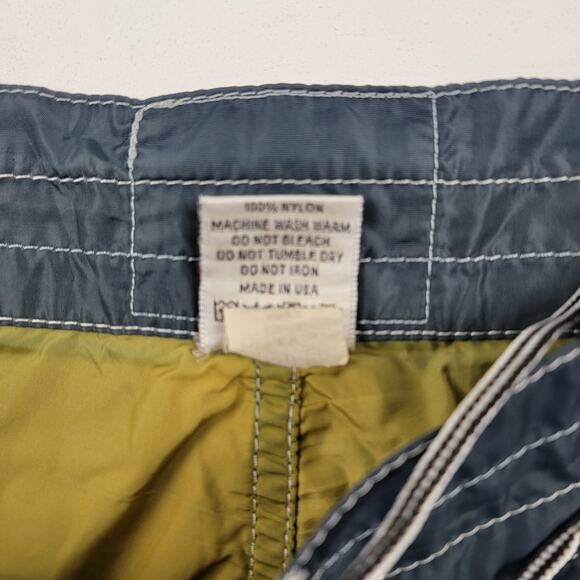 100% NYLON
MACHINE WASH WARM
DO NOT BLEACH
DO NOT TUMBLE DRY
DO NOT IRON
MADE IN USA